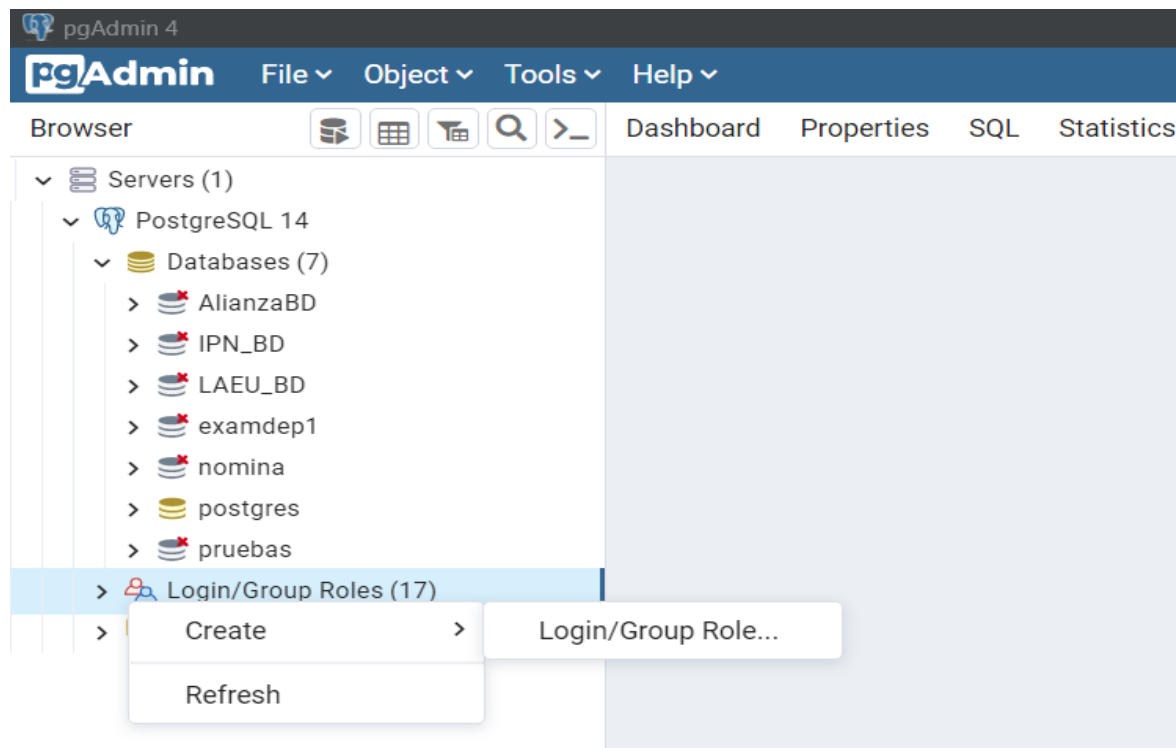 pgAdmin 4
pgAdmin File Object Tools Help
Browser Dashboard Properties SQL Statistics
Servers (1)
PostgreSQL 14
Databases (7)
AlianzaBD
IPN_BD
LAEU_BD
examdep1
nomina
postgres
pruebas
Login/Group Roles (17)
Create Login/Group Role...
Refresh